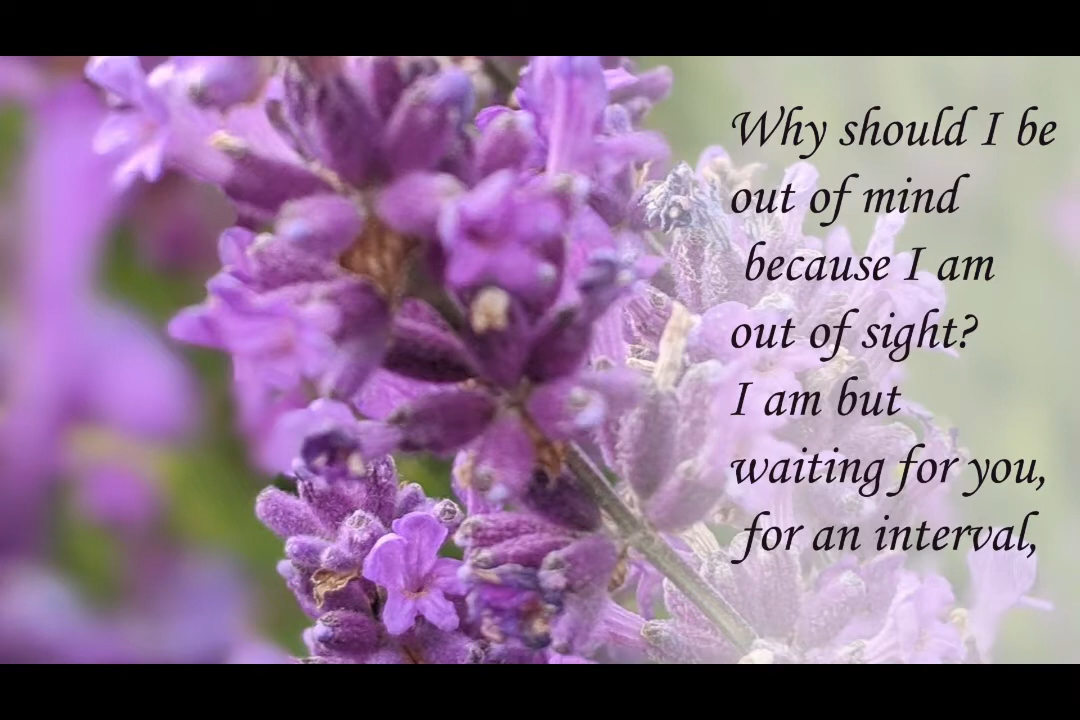 Why should I be
out of mind
because I am
out of sight?
I am but
waiting for you,
for an interval,